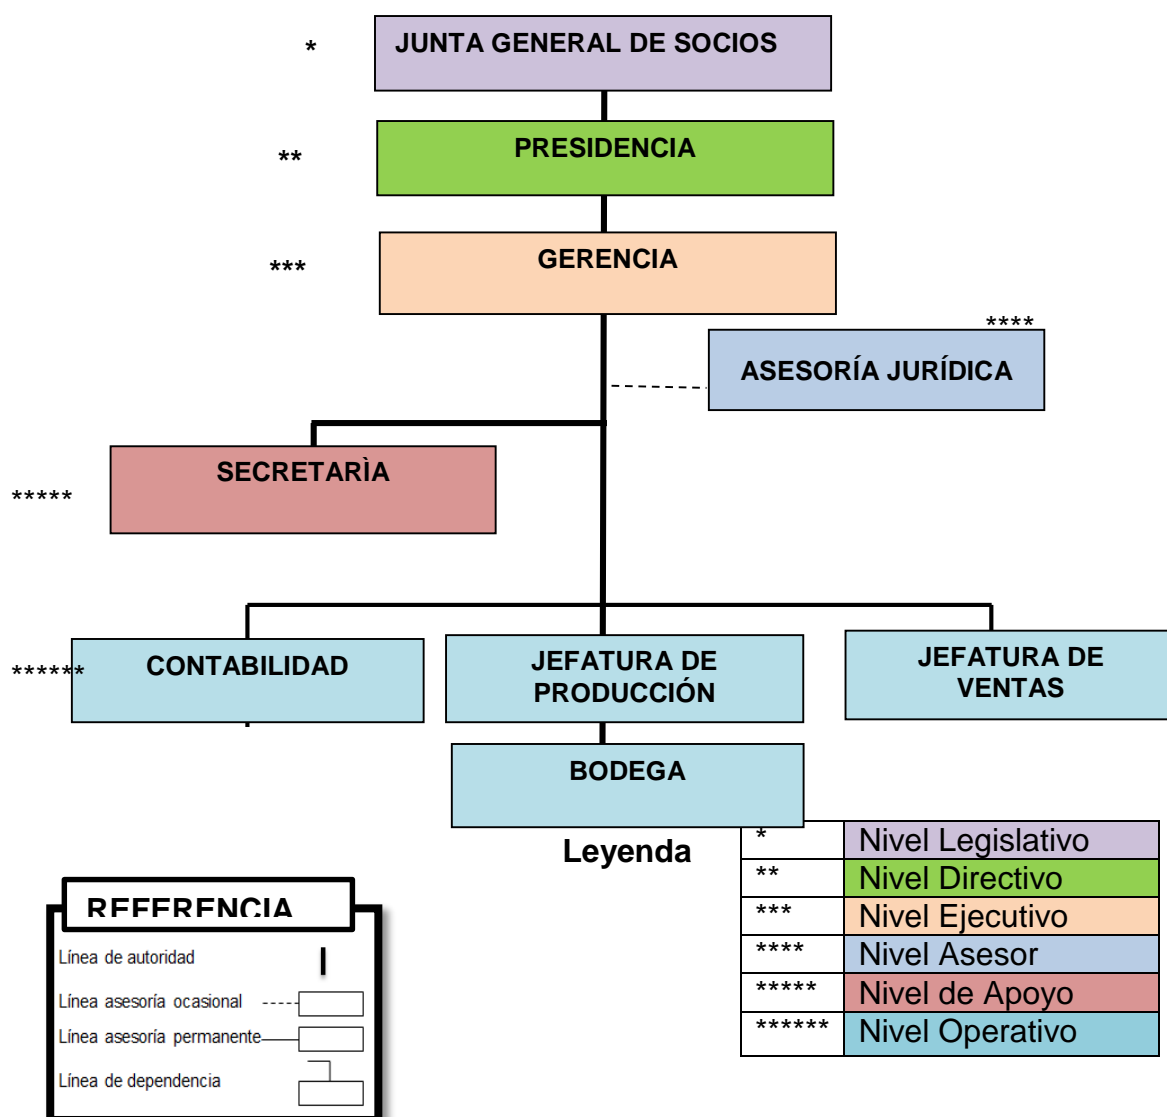 * JUNTA GENERAL DE SOCIOS
** PRESIDENCIA
*** GERENCIA
****
ASESORÍA JURÍDICA
SECRETARÌA
*****
****** CONTABILIDAD
JEFATURA DE
PRODUCCIÓN
JEFATURA DE
VENTAS
BODEGA
Leyenda
* Nivel Legislativo
** Nivel Directivo
*** Nivel Ejecutivo
**** Nivel Asesor
***** Nivel de Apoyo
****** Nivel Operativo
REFERENCIA
Línea de autoridad
Línea asesoría ocasional
Línea asesoría permanente
Línea de dependencia